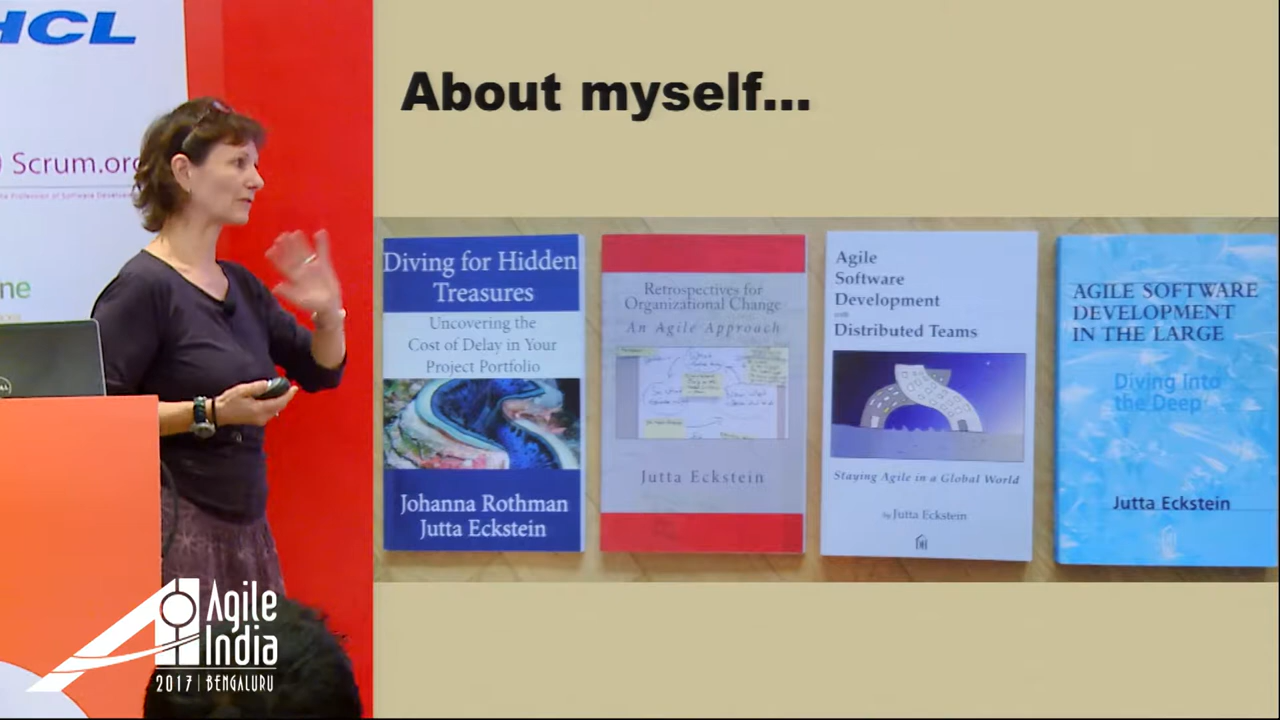 HCL
Scrum.org
ne
DELL
Agile
India
2017 | BENGALURU
About myself...
Diving for Hidden
Treasures
Uncovering the
Cost of Delay in Your
Project Portfolio
Johanna Rothman
Jutta Eckstein
Retrospectives for
Organizational Change
An Agile Approach
Jutta Eckstein
Agile
Software
Development
with
Distributed Teams
Staying Agile in a Global World
by Jutta Eckstein
AGILE SOFTWARE
DEVELOPMENT
IN THE LARGE
Diving Into
the Deep
Jutta Eckstein